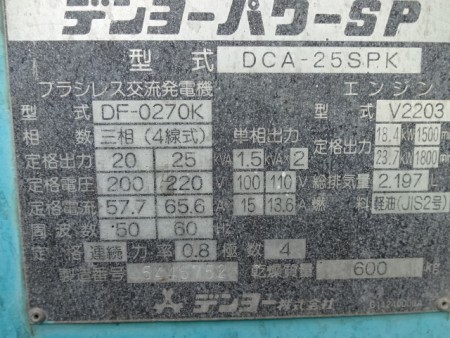 デンヨーパワーSP
型式 DCA-25SPK
ブラシレス交流発電機 エンジン
型式 DF-0270K 型式 V2203
相数 三相(4線式) 単相出力 定格出力 18.4 kW 1500 min
定格出力 20 25 kVA 1.5 kVA 2 23.7 kW 1800 min
定格電圧 200 220 V 100 110 V 総排気量 2.197 L
定格電流 57.7 65.6 A 15 13.6 A 燃料 軽油(JIS2号)
周波数 50 60 Hz
定格 連続 力率 0.8 極数 4
製造番号 乾燥質量 600 kg
デンヨー株式会社